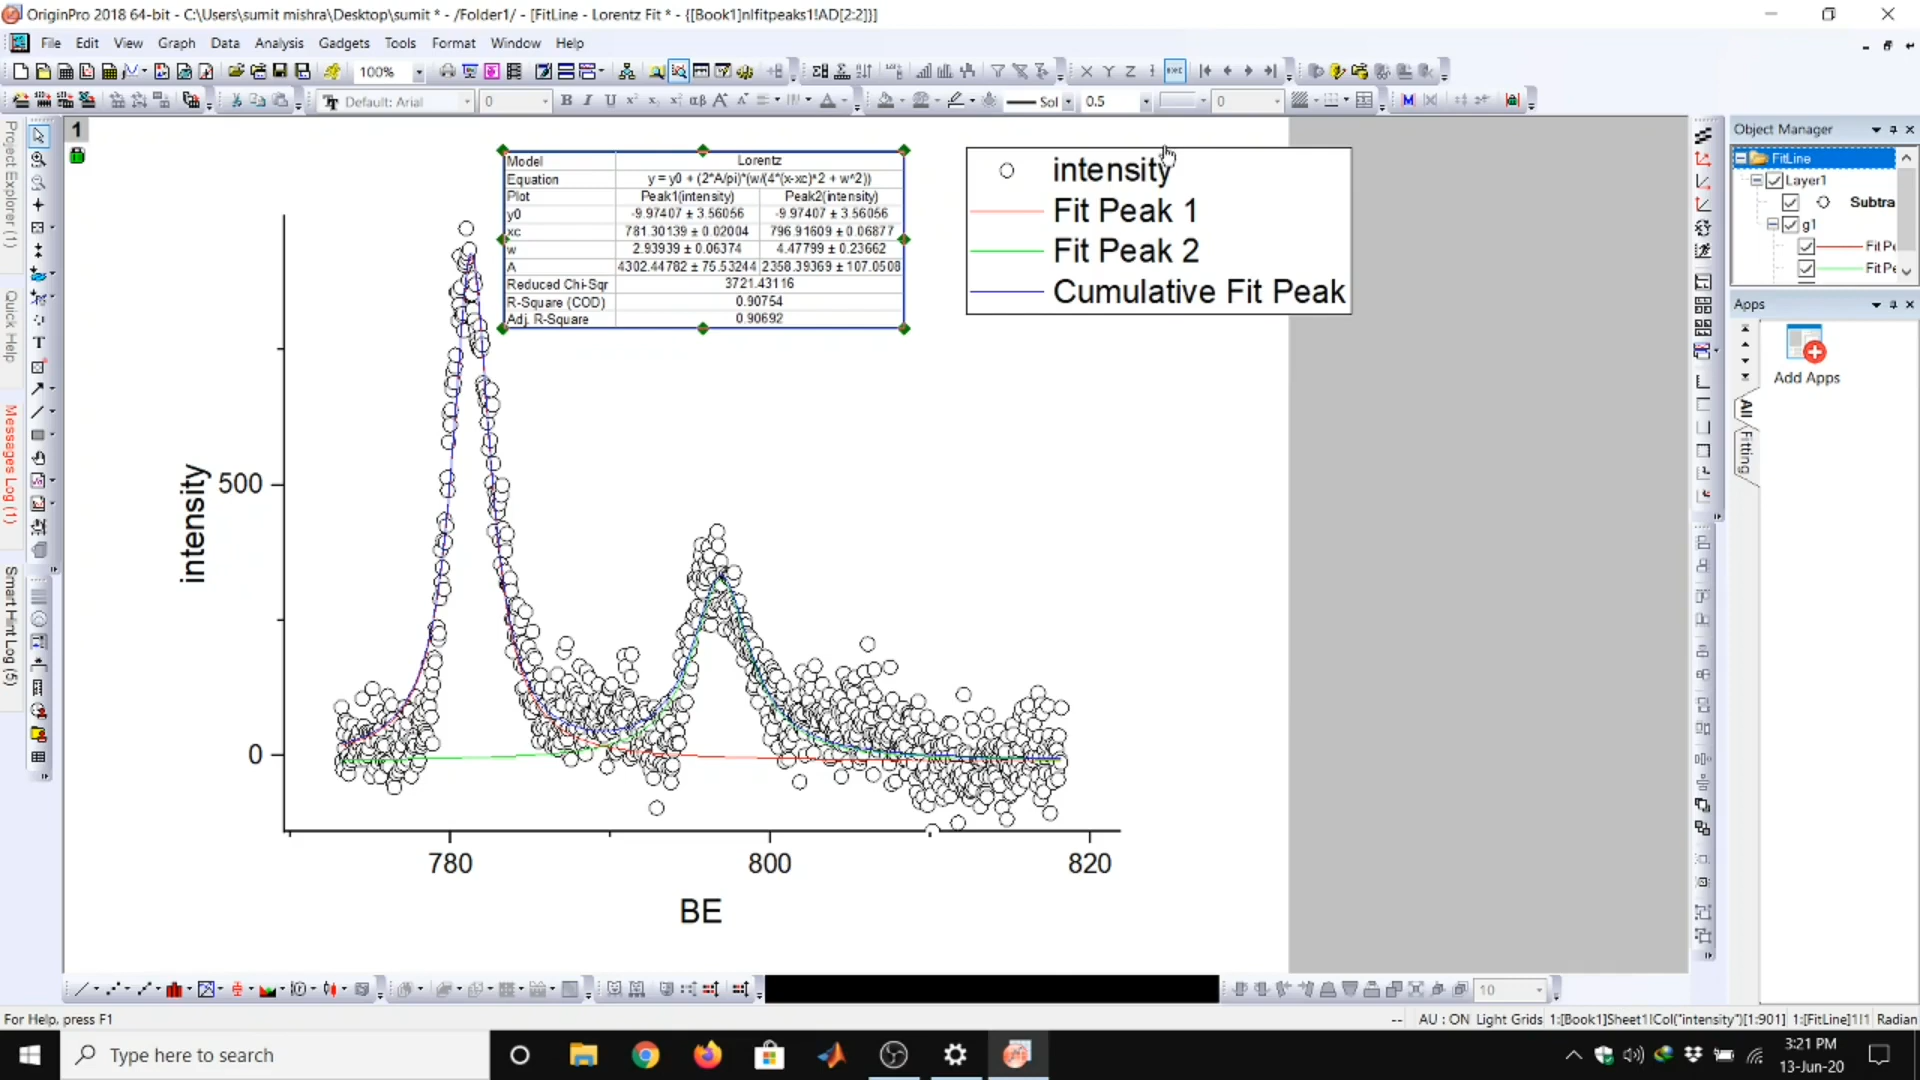 OriginPro 2018 64-bit - C:\Users\sumit mishra\Desktop\sumit * - /Folder1/ - [FitLine - Lorentz Fit * - {[Book1]nlfitpeaks1!AD[2:2]}]
File Edit View Graph Data Analysis Gadgets Tools Format Window Help
100%
Default: Arial 0 B I U Sol 0.5 0
Project Explorer (1)
Quick Help
Messages Log (1)
Smart Hint Log (5)
1
Model Lorentz
Equation y = y0 + (2*A/pi)*(w/(4*(x-xc)^2 + w^2))
Plot Peak1(intensity) Peak2(intensity)
y0 -9.97407 ± 3.56056 -9.97407 ± 3.56056
xc 781.30139 ± 0.02004 796.91609 ± 0.06877
w 2.93939 ± 0.06374 4.47799 ± 0.23662
A 4302.44782 ± 75.53244 2358.39369 ± 107.0508
Reduced Chi-Sqr 3721.43116
R-Square (COD) 0.90754
Adj. R-Square 0.90692
intensity
Fit Peak 1
Fit Peak 2
Cumulative Fit Peak
intensity
500
0
780 800 820
BE
Object Manager
FitLine
Layer1
Subtra
g1
Fit Pe
Fit Pe
Apps
Add Apps
All
Fitting
10
For Help, press F1
-- AU : ON Light Grids 1:[Book1]Sheet1!Col("intensity")[1:901] 1:[FitLine]1!1 Radian
Type here to search
3:21 PM
13-Jun-20